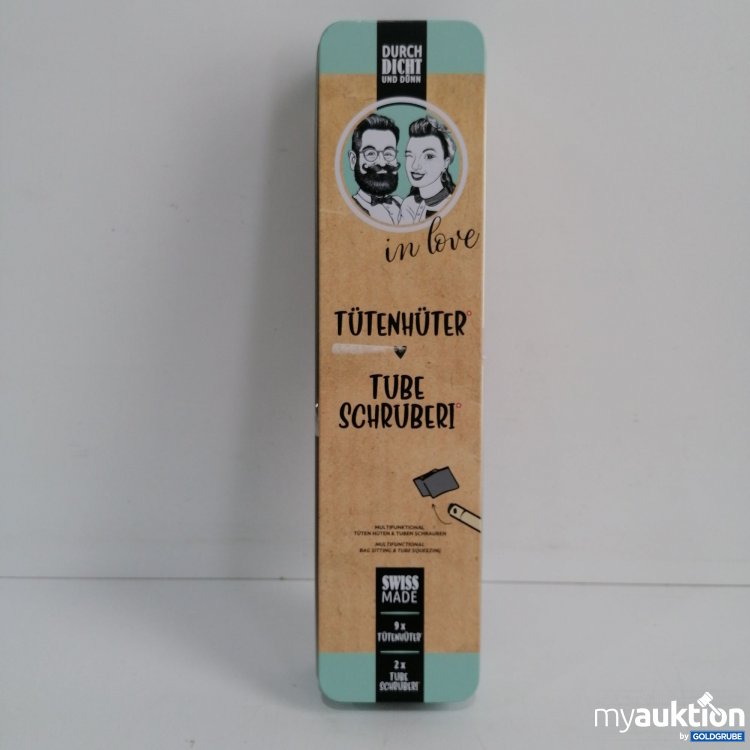 DURCH
DICHT
UND DÜNN
in love
TÜTENHÜTER
TUBE
SCHRUBERI
MULTIFUNKTIONAL
TÜTEN HÜTEN & TUBEN SCHRAUBEN
MULTIFUNCTIONAL
BAG SITTING & TUBE SQUEEZING
SWISS
MADE
9 x
TÜTENHÜTER
2 x
TUBE
SCHRUBERI
myauktion
by GOLDGRUBE